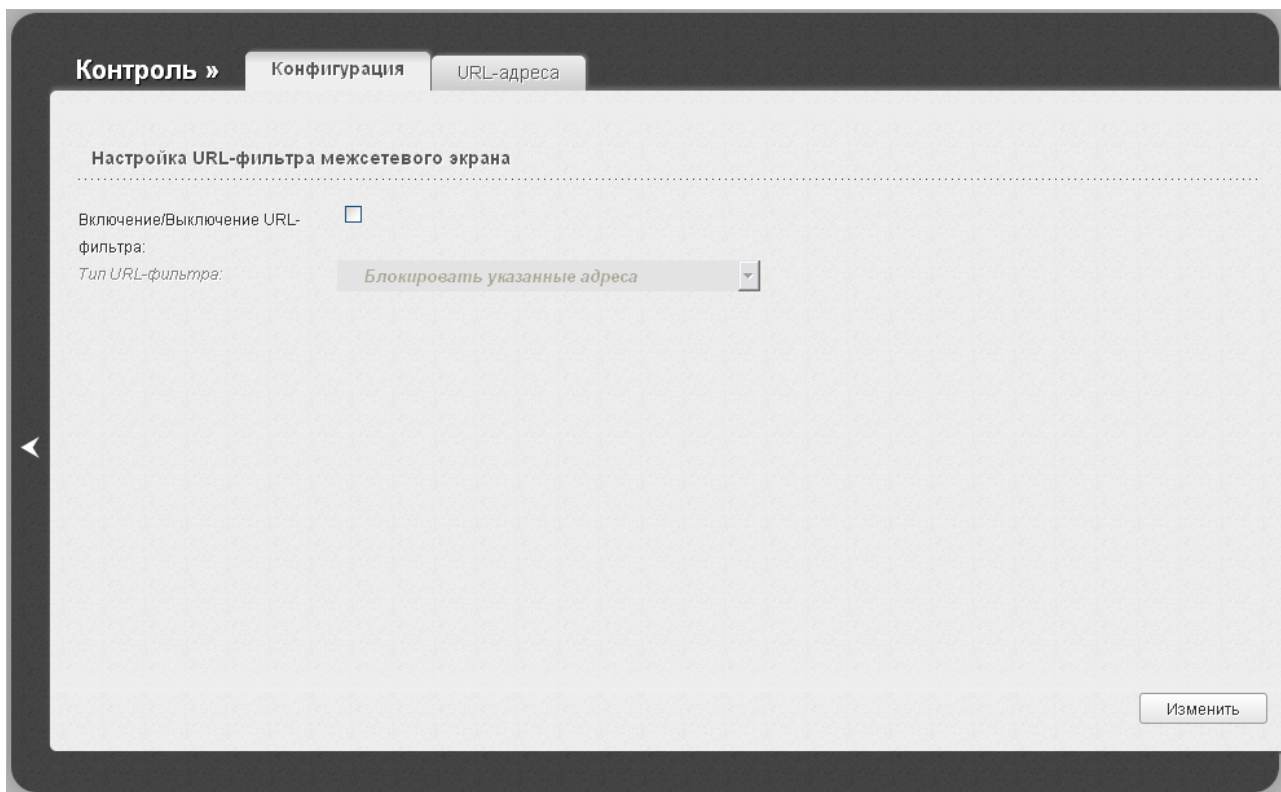 Контроль » Конфигурация URL-адреса
Настройка URL-фильтра межсетевого экрана
Включение/Выключение URL-
фильтра:
Тип URL-фильтра: Блокировать указанные адреса
Изменить